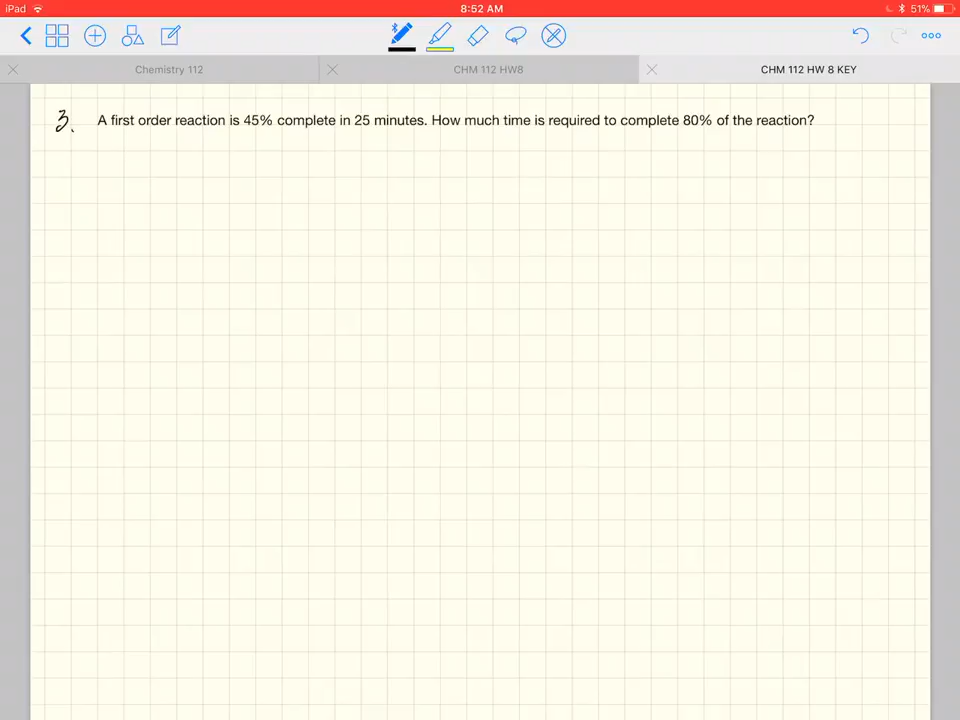 iPad 8:52 AM 51%
Chemistry 112 CHM 112 HW8 CHM 112 HW 8 KEY
3. A first order reaction is 45% complete in 25 minutes. How much time is required to complete 80% of the reaction?